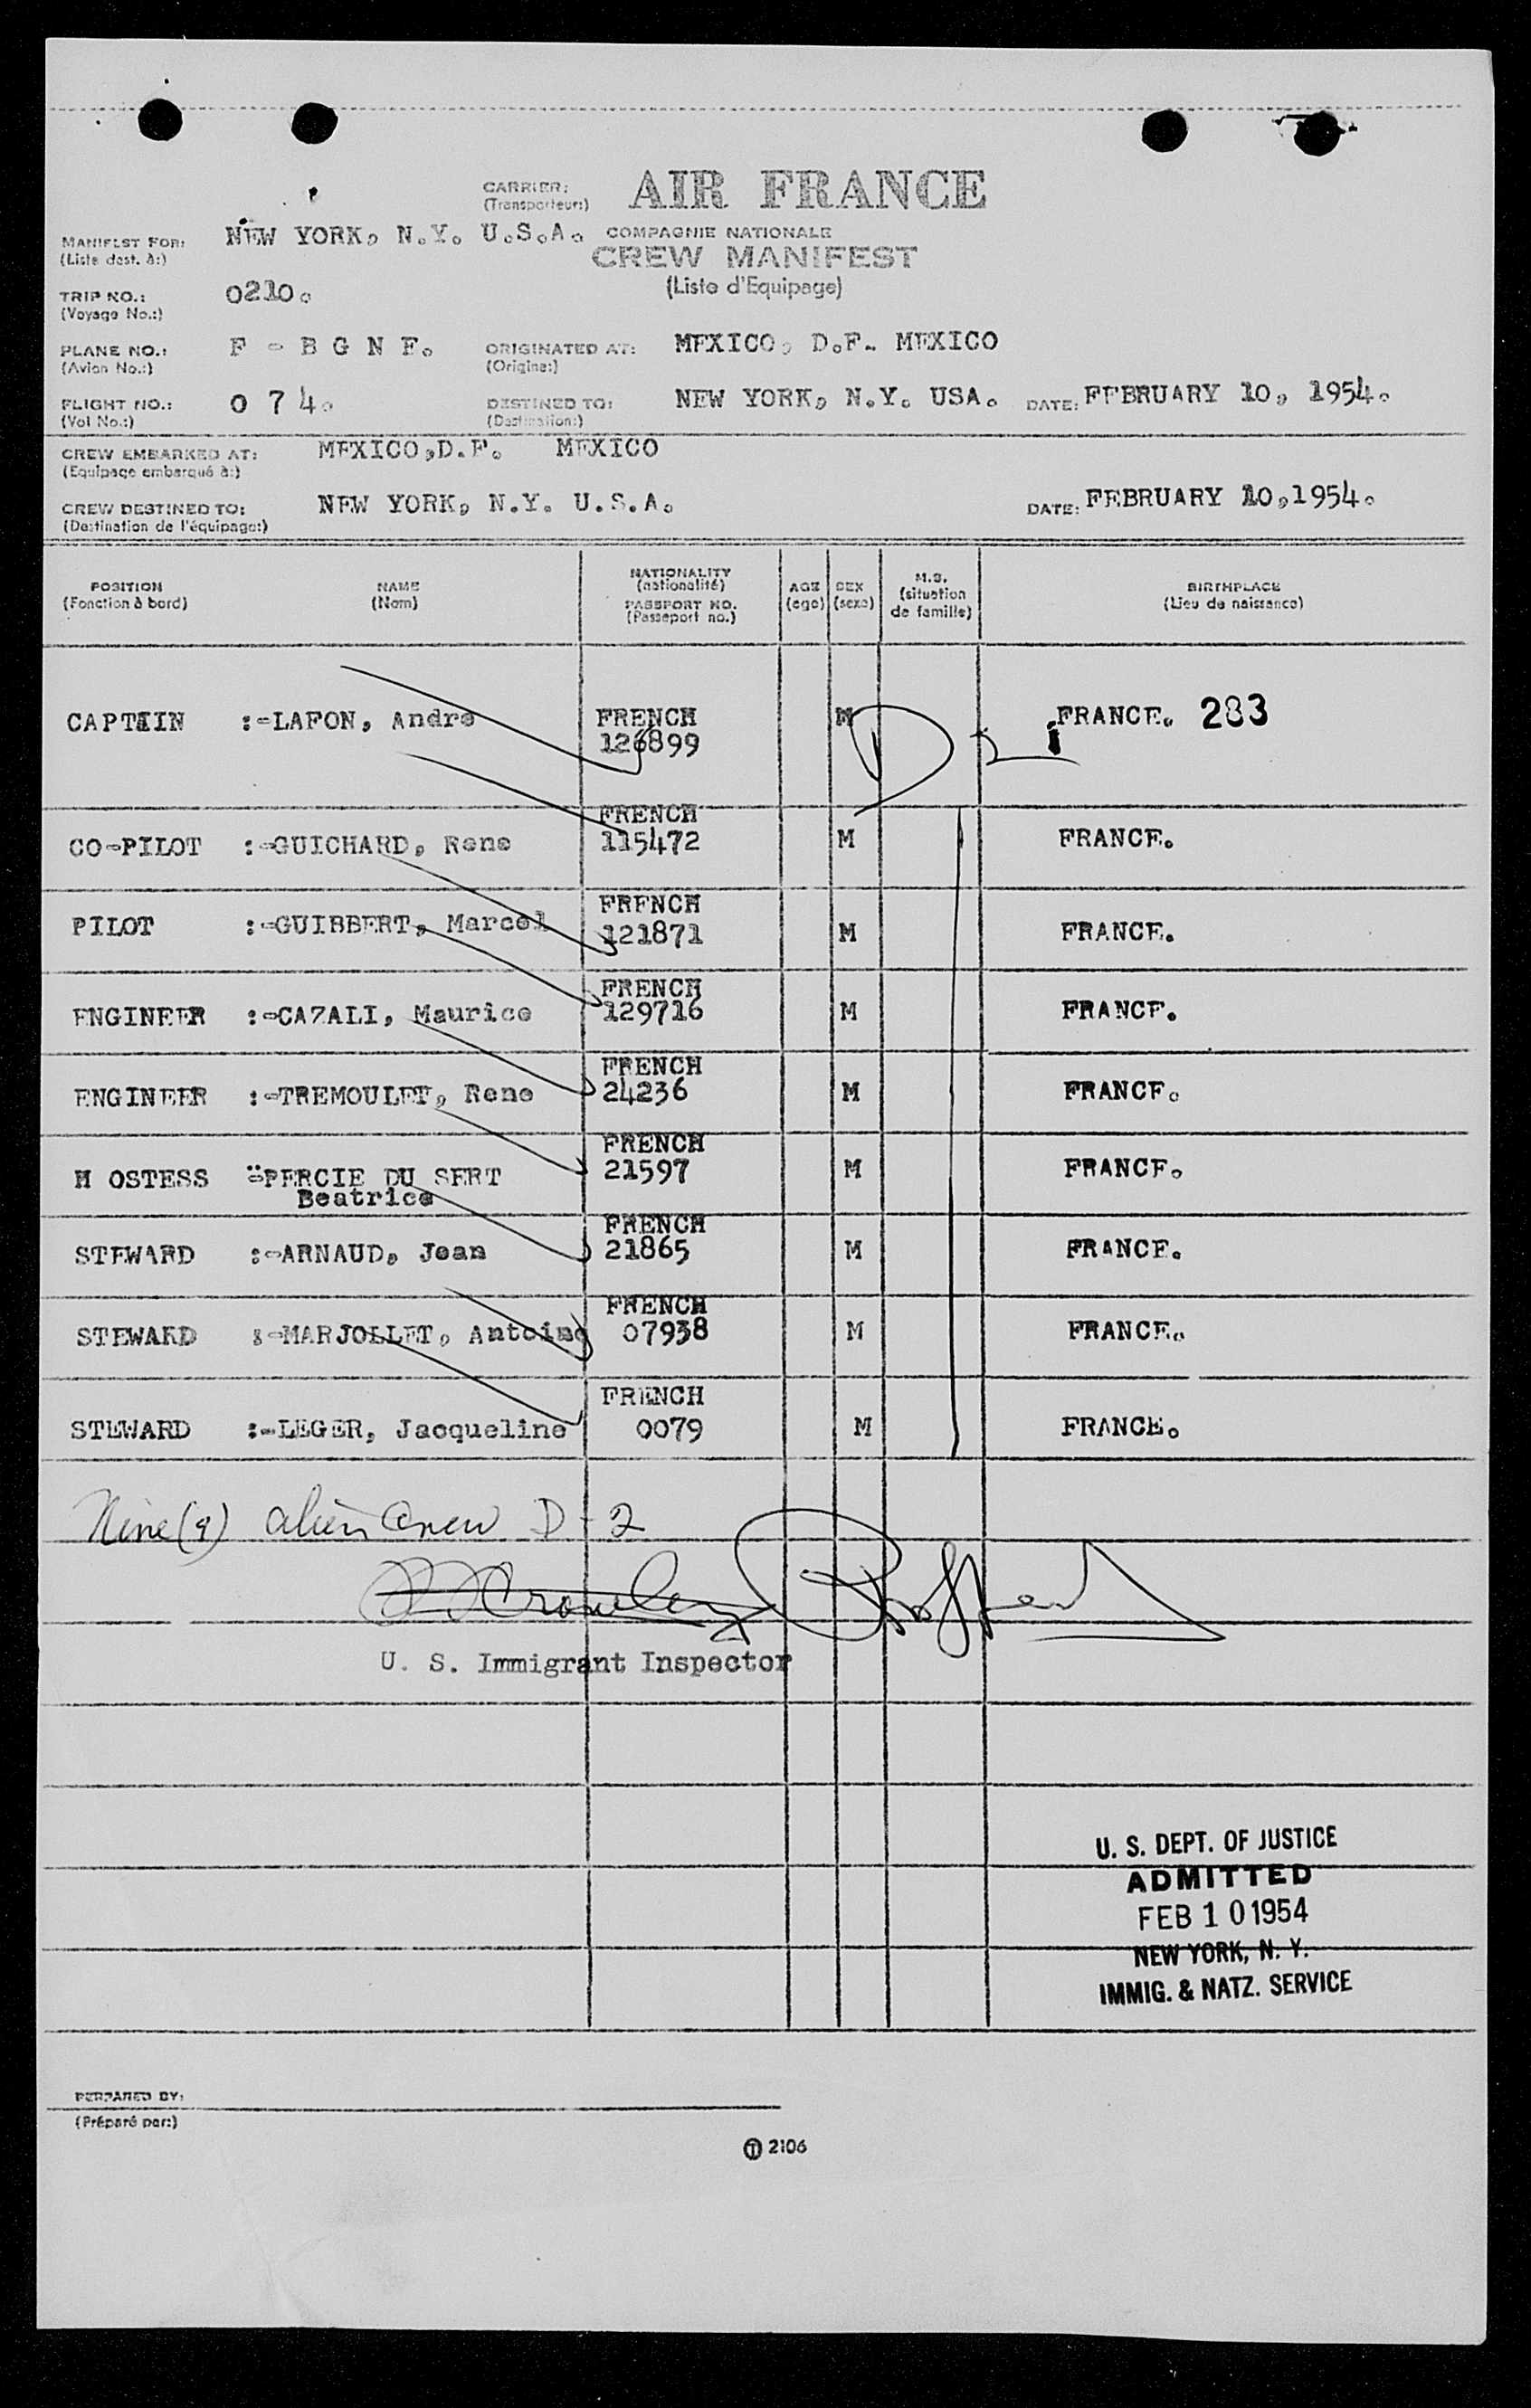 CARRIER: AIR FRANCE
(Transporteur:)
MANIFEST FOR: NEW YORK, N.Y. U.S.A. COMPAGNIE NATIONALE
(Liste dest. à:) CREW MANIFEST
(Liste d'Equipage)
TRIP NO.: 0210.
(Voyage No.:)
PLANE NO.: F - B G N F. ORIGINATED AT: MEXICO, D.F. MEXICO
(Avion No.:) (Origine:)
FLIGHT NO.: 0 7 4. DESTINED TO: NEW YORK, N.Y. USA. DATE: FEBRUARY 10, 1954.
(Vol No.:) (Destination:)
CREW EMBARKED AT: MEXICO,D.F. MEXICO
(Equipage embarqué à:)
CREW DESTINED TO: NEW YORK, N.Y. U.S.A. DATE: FEBRUARY 10,1954.
(Destination de l'équipage:)
POSITION NAME NATIONALITY AGE SEX M.S. BIRTHPLACE
(Fonction à bord) (Nom) (nationalité) (age) (sexe) (situation de famille) (Lieu de naissance)
PASSPORT NO.
(Passeport no.)
CAPTAIN :-LAFON, Andre FRENCH M D - 1 FRANCE. 283
126899
FRENCH
CO-PILOT :-GUICHARD, Rene 115472 M FRANCE.
FRENCH
PILOT :-GUIBBERT, Marcel 121871 M FRANCE.
FRENCH
ENGINEER :-CAZALI, Maurice 129716 M FRANCE.
FRENCH
ENGINEER :-TREMOULET, Rene 24236 M FRANCE.
FRENCH
H OSTESS :-PERCIE DU SERT 21597 M FRANCE.
Beatrice
FRENCH
STEWARD :-ARNAUD, Jean 21865 M FRANCE.
FRENCH
STEWARD :-MARJOLLET, Antoine 07938 M FRANCE.
FRENCH
STEWARD :-LEGER, Jacqueline 0079 M FRANCE.
Nine (9) alien crew D-2
Crowley
U. S. Immigrant Inspector
U. S. DEPT. OF JUSTICE
ADMITTED
FEB 10 1954
NEW YORK, N. Y.
IMMIG. & NATZ. SERVICE
PREPARED BY:
(Préparé par:)
2106